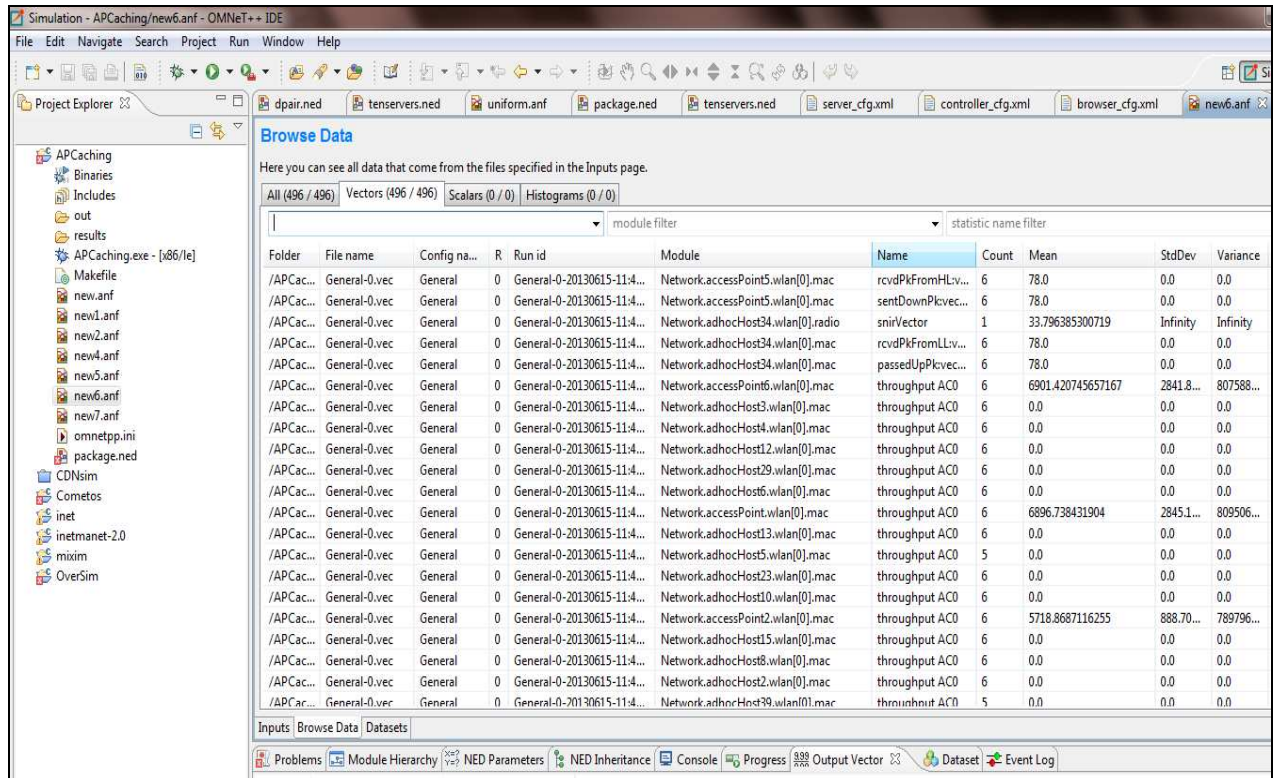 Simulation - APCaching/new6.anf - OMNeT++ IDE
File Edit Navigate Search Project Run Window Help
Project Explorer
dpair.ned tenservers.ned uniform.anf package.ned tenservers.ned server_cfg.xml controller_cfg.xml browser_cfg.xml new6.anf
APCaching
Binaries
Includes
out
results
APCaching.exe - [x86/le]
Makefile
new.anf
new1.anf
new2.anf
new4.anf
new5.anf
new6.anf
new7.anf
omnetpp.ini
package.ned
CDNsim
Cometos
inet
inetmanet-2.0
mixim
OverSim
Browse Data
Here you can see all data that come from the files specified in the Inputs page.
All (496 / 496) Vectors (496 / 496) Scalars (0 / 0) Histograms (0 / 0)
module filter statistic name filter
Folder File name Config na... R Run id Module Name Count Mean StdDev Variance
/APCac... General-0.vec General 0 General-0-20130615-11:4... Network.accessPoint5.wlan[0].mac rcvdPkFromHL:v... 6 78.0 0.0 0.0
/APCac... General-0.vec General 0 General-0-20130615-11:4... Network.accessPoint5.wlan[0].mac sentDownPk:vec... 6 78.0 0.0 0.0
/APCac... General-0.vec General 0 General-0-20130615-11:4... Network.adhocHost34.wlan[0].radio snirVector 1 33.796385300719 Infinity Infinity
/APCac... General-0.vec General 0 General-0-20130615-11:4... Network.adhocHost34.wlan[0].mac rcvdPkFromLL:v... 6 78.0 0.0 0.0
/APCac... General-0.vec General 0 General-0-20130615-11:4... Network.adhocHost34.wlan[0].mac passedUpPk:vec... 6 78.0 0.0 0.0
/APCac... General-0.vec General 0 General-0-20130615-11:4... Network.accessPoint6.wlan[0].mac throughput AC0 6 6901.420745657167 2841.8... 807588...
/APCac... General-0.vec General 0 General-0-20130615-11:4... Network.adhocHost3.wlan[0].mac throughput AC0 6 0.0 0.0 0.0
/APCac... General-0.vec General 0 General-0-20130615-11:4... Network.adhocHost4.wlan[0].mac throughput AC0 6 0.0 0.0 0.0
/APCac... General-0.vec General 0 General-0-20130615-11:4... Network.adhocHost12.wlan[0].mac throughput AC0 6 0.0 0.0 0.0
/APCac... General-0.vec General 0 General-0-20130615-11:4... Network.adhocHost29.wlan[0].mac throughput AC0 6 0.0 0.0 0.0
/APCac... General-0.vec General 0 General-0-20130615-11:4... Network.adhocHost6.wlan[0].mac throughput AC0 6 0.0 0.0 0.0
/APCac... General-0.vec General 0 General-0-20130615-11:4... Network.accessPoint.wlan[0].mac throughput AC0 6 6896.738431904 2845.1... 809506...
/APCac... General-0.vec General 0 General-0-20130615-11:4... Network.adhocHost13.wlan[0].mac throughput AC0 6 0.0 0.0 0.0
/APCac... General-0.vec General 0 General-0-20130615-11:4... Network.adhocHost5.wlan[0].mac throughput AC0 5 0.0 0.0 0.0
/APCac... General-0.vec General 0 General-0-20130615-11:4... Network.adhocHost23.wlan[0].mac throughput AC0 6 0.0 0.0 0.0
/APCac... General-0.vec General 0 General-0-20130615-11:4... Network.adhocHost10.wlan[0].mac throughput AC0 6 0.0 0.0 0.0
/APCac... General-0.vec General 0 General-0-20130615-11:4... Network.accessPoint2.wlan[0].mac throughput AC0 6 5718.8687116255 888.70... 789796...
/APCac... General-0.vec General 0 General-0-20130615-11:4... Network.adhocHost15.wlan[0].mac throughput AC0 6 0.0 0.0 0.0
/APCac... General-0.vec General 0 General-0-20130615-11:4... Network.adhocHost8.wlan[0].mac throughput AC0 6 0.0 0.0 0.0
/APCac... General-0.vec General 0 General-0-20130615-11:4... Network.adhocHost2.wlan[0].mac throughput AC0 6 0.0 0.0 0.0
/APCac... General-0.vec General 0 General-0-20130615-11:4... Network.adhocHost39.wlan[0].mac throughput AC0 5 0.0 0.0 0.0
Inputs Browse Data Datasets
Problems Module Hierarchy NED Parameters NED Inheritance Console Progress Output Vector Dataset Event Log